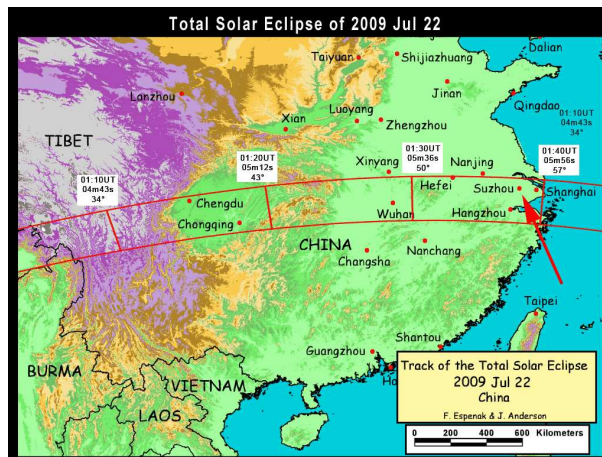 Total Solar Eclipse of 2009 Jul 22
Dalian
Taiyuan
Shijiazhuang
Jinan
Lanzhou
Qingdao
Xian
Luoyang
Zhengzhou
01:10UT
04m43s
34°
TIBET
01:20UT
05m12s
43°
Xinyang
01:30UT
05m36s
50°
Nanjing
01:40UT
05m56s
57°
01:10UT
04m43s
34°
Hefei
Suzhou
Shanghai
Chengdu
Wuhan
Hangzhou
Chongqing
CHINA
Changsha
Nanchang
Taipei
Shantou
Guangzhou
Ha
BURMA
VIETNAM
LAOS
Track of the Total Solar Eclipse
2009 Jul 22
China
F. Espenak & J. Anderson
0 200 400 600 Kilometers